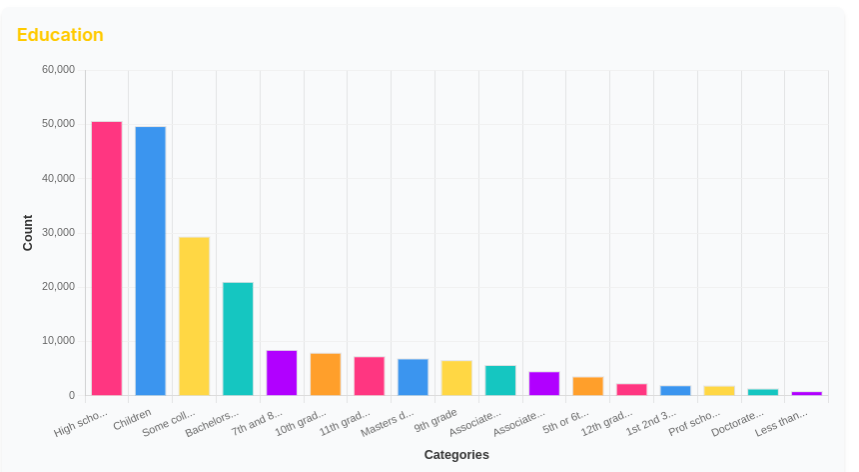 Education
60,000
50,000
40,000
30,000
20,000
10,000
0
Count
High scho...
Children
Some coll...
Bachelors...
7th and 8...
10th grad...
11th grad...
Masters d...
9th grade
Associate...
Associate...
5th or 6t...
12th grad...
1st 2nd 3...
Prof scho...
Doctorate...
Less than...
Categories